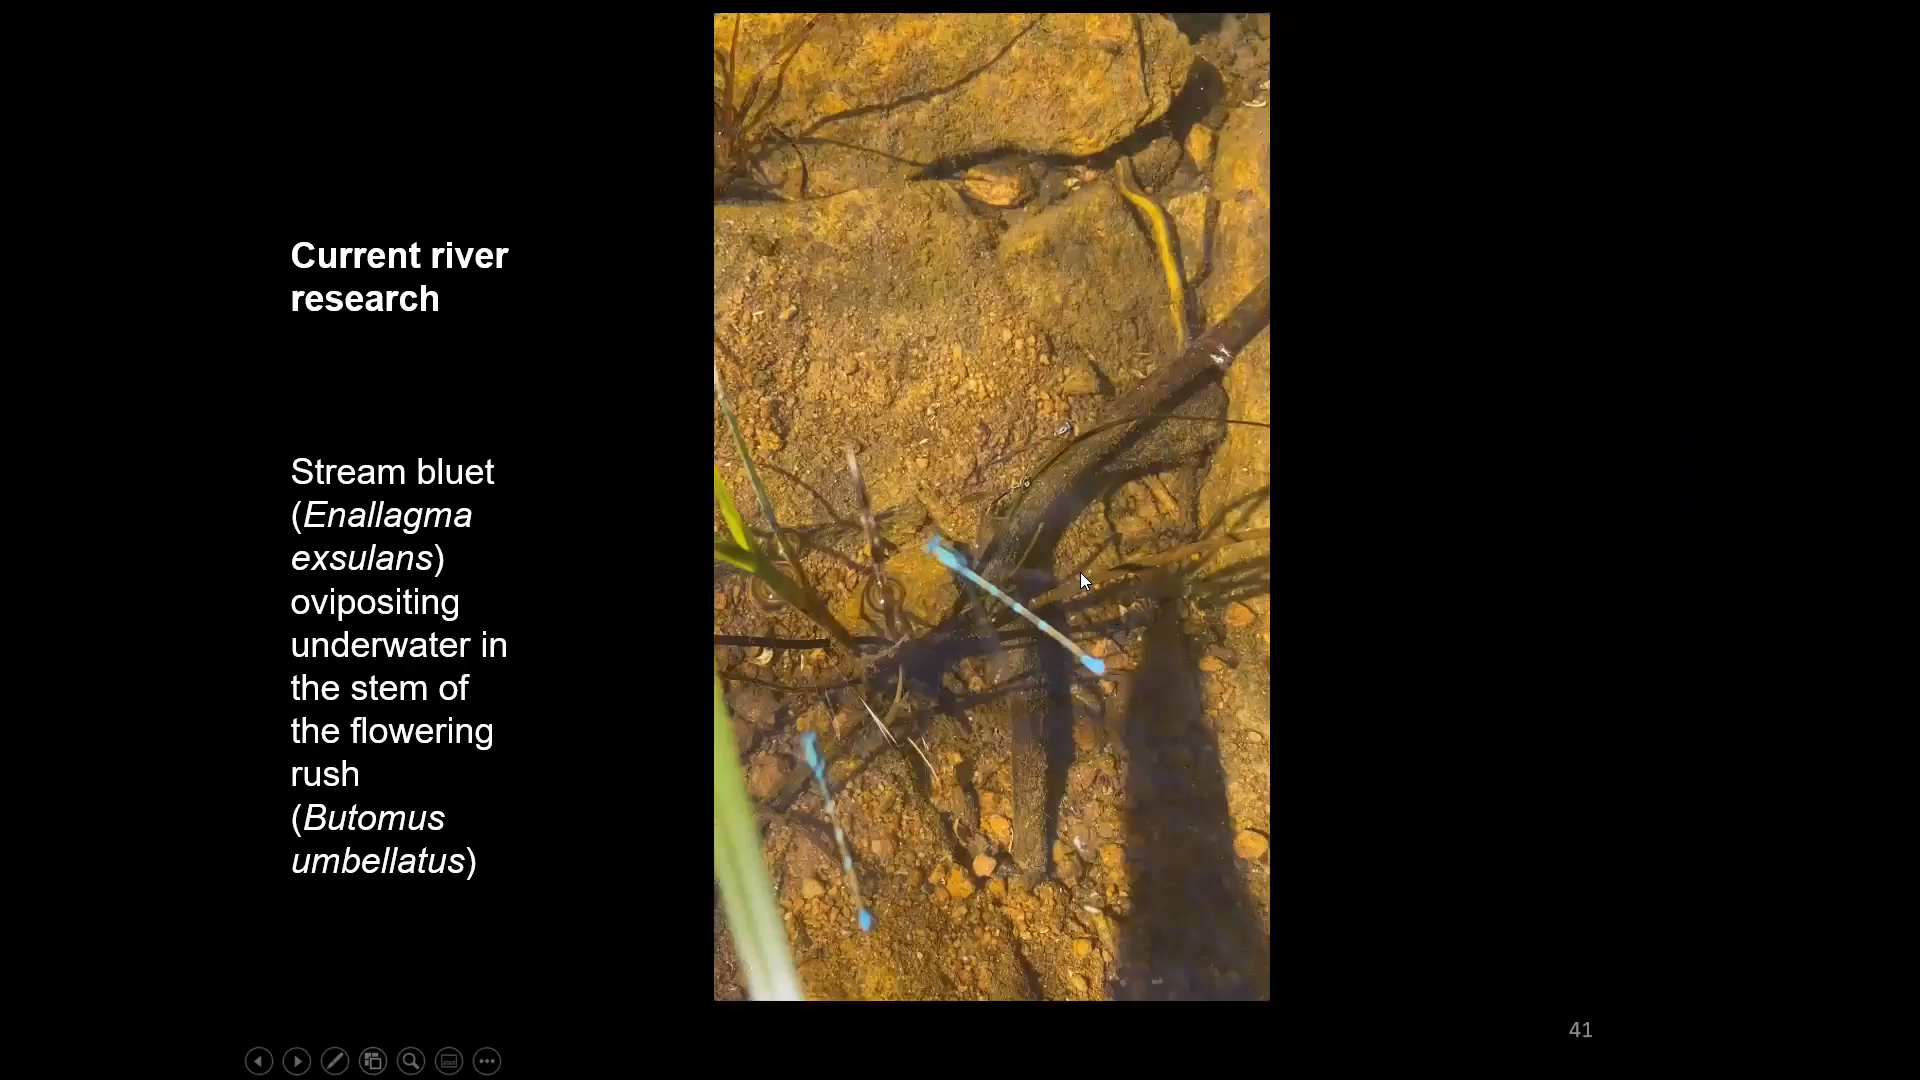 Current river
research
Stream bluet
(Enallagma
exsulans)
ovipositing
underwater in
the stem of
the flowering
rush
(Butomus
umbellatus)
41